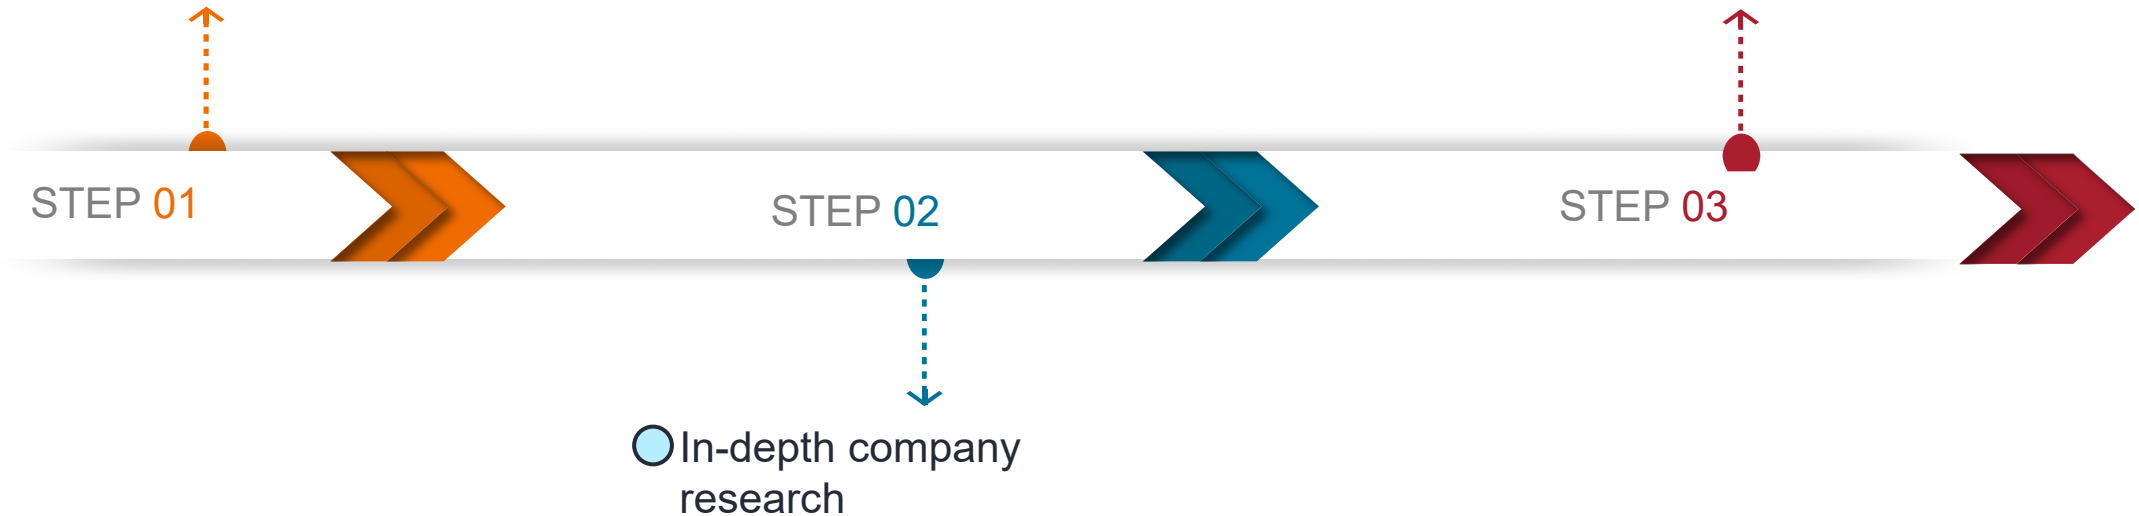 STEP 01
STEP 02
STEP 03
In-depth company
research